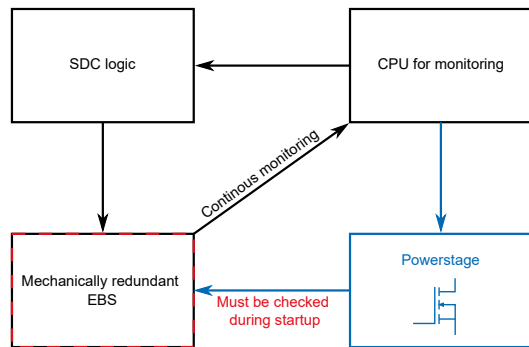 SDC logic
CPU for monitoring
Continous monitoring
Mechanically redundant
EBS
Must be checked
during startup
Powerstage